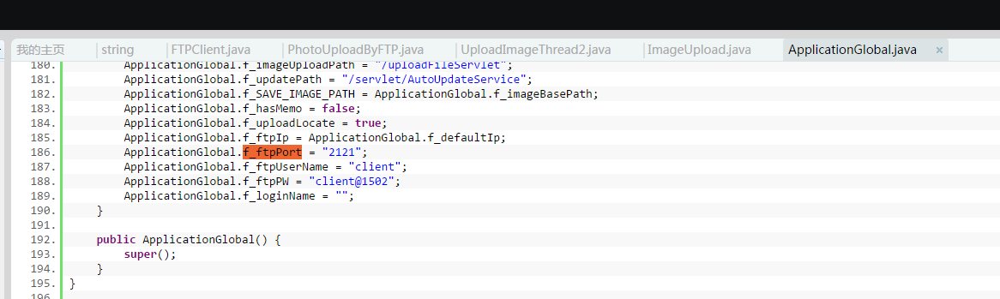 我的主页 string FTPClient.java PhotoUploadByFTP.java UploadImageThread2.java ImageUpload.java ApplicationGlobal.java ×
180. ApplicationGlobal.f_imageUploadPath = "/uploadFileServlet";
181. ApplicationGlobal.f_updatePath = "/servlet/AutoUpdateService";
182. ApplicationGlobal.f_SAVE_IMAGE_PATH = ApplicationGlobal.f_imageBasePath;
183. ApplicationGlobal.f_hasMemo = false;
184. ApplicationGlobal.f_uploadLocate = true;
185. ApplicationGlobal.f_ftpIp = ApplicationGlobal.f_defaultIp;
186. ApplicationGlobal.f_ftpPort = "2121";
187. ApplicationGlobal.f_ftpUserName = "client";
188. ApplicationGlobal.f_ftpPW = "client@1502";
189. ApplicationGlobal.f_loginName = "";
190. }
191.
192. public ApplicationGlobal() {
193. super();
194. }
195. }
196.